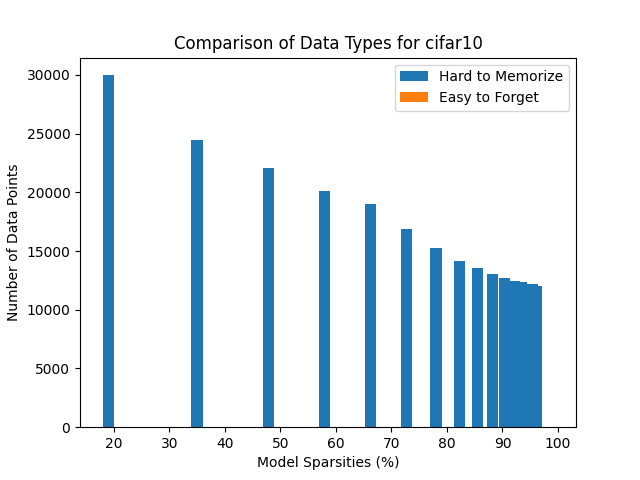 Comparison of Data Types for cifar10
Hard to Memorize
Easy to Forget
Number of Data Points
30000
25000
20000
15000
10000
5000
0
20 30 40 50 60 70 80 90 100
Model Sparsities (%)